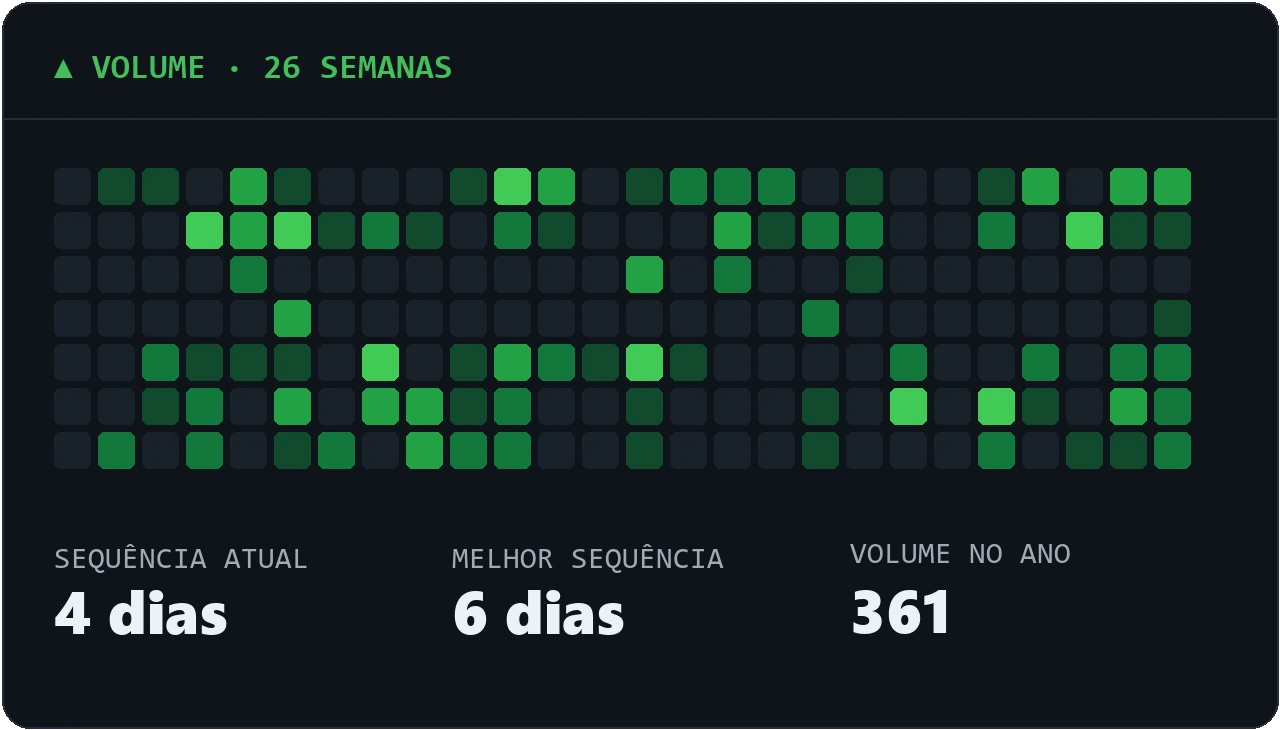 ▲ VOLUME · 26 SEMANAS
SEQUÊNCIA ATUAL
4 dias
MELHOR SEQUÊNCIA
6 dias
VOLUME NO ANO
361